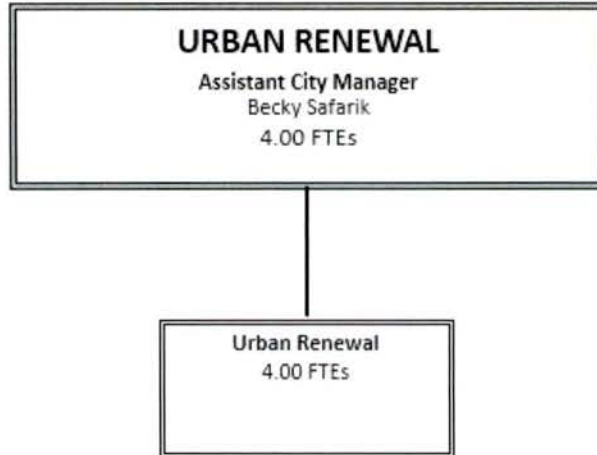 URBAN RENEWAL
Assistant City Manager
Becky Safarik
4.00 FTEs
Urban Renewal
4.00 FTEs